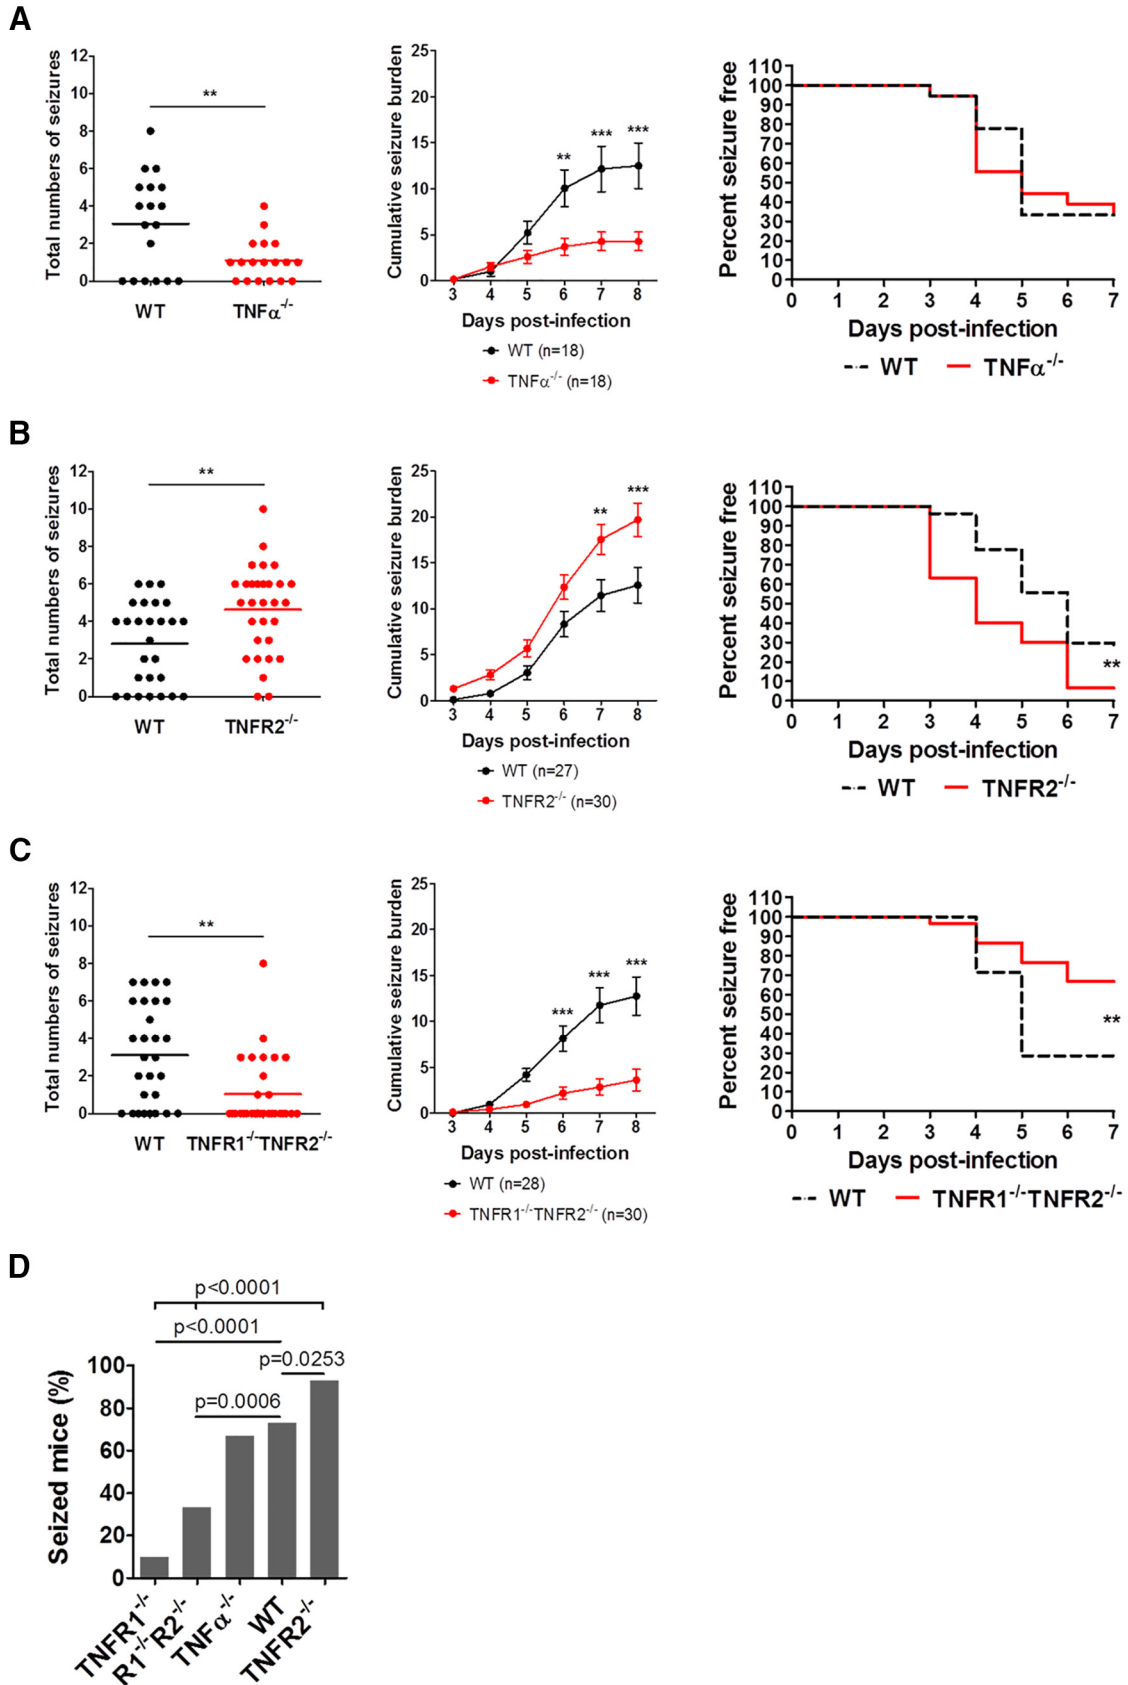 A
Total numbers of seizures
12
10
8
6
4
2
0
**
WT
TNFα-/-
Cumulative seizure burden
25
20
15
10
5
0
**
***
***
3 4 5 6 7 8
Days post-infection
WT (n=18)
TNFα-/- (n=18)
Percent seizure free
110
100
90
80
70
60
50
40
30
20
10
0
0 1 2 3 4 5 6 7
Days post-infection
WT
TNFα-/-
B
Total numbers of seizures
12
10
8
6
4
2
0
**
WT
TNFR2-/-
Cumulative seizure burden
25
20
15
10
5
0
**
***
3 4 5 6 7 8
Days post-infection
WT (n=27)
TNFR2-/- (n=30)
Percent seizure free
110
100
90
80
70
60
50
40
30
20
10
0
**
0 1 2 3 4 5 6 7
Days post-infection
WT
TNFR2-/-
C
Total numbers of seizures
12
10
8
6
4
2
0
**
WT
TNFR1-/-TNFR2-/-
Cumulative seizure burden
25
20
15
10
5
0
***
***
***
3 4 5 6 7 8
Days post-infection
WT (n=28)
TNFR1-/-TNFR2-/- (n=30)
Percent seizure free
110
100
90
80
70
60
50
40
30
20
10
0
**
0 1 2 3 4 5 6 7
Days post-infection
WT
TNFR1-/-TNFR2-/-
D
p<0.0001
p<0.0001
p=0.0253
p=0.0006
Seized mice (%)
100
80
60
40
20
0
TNFR1-/-
R1-/-R2-/-
TNFα-/-
WT
TNFR2-/-